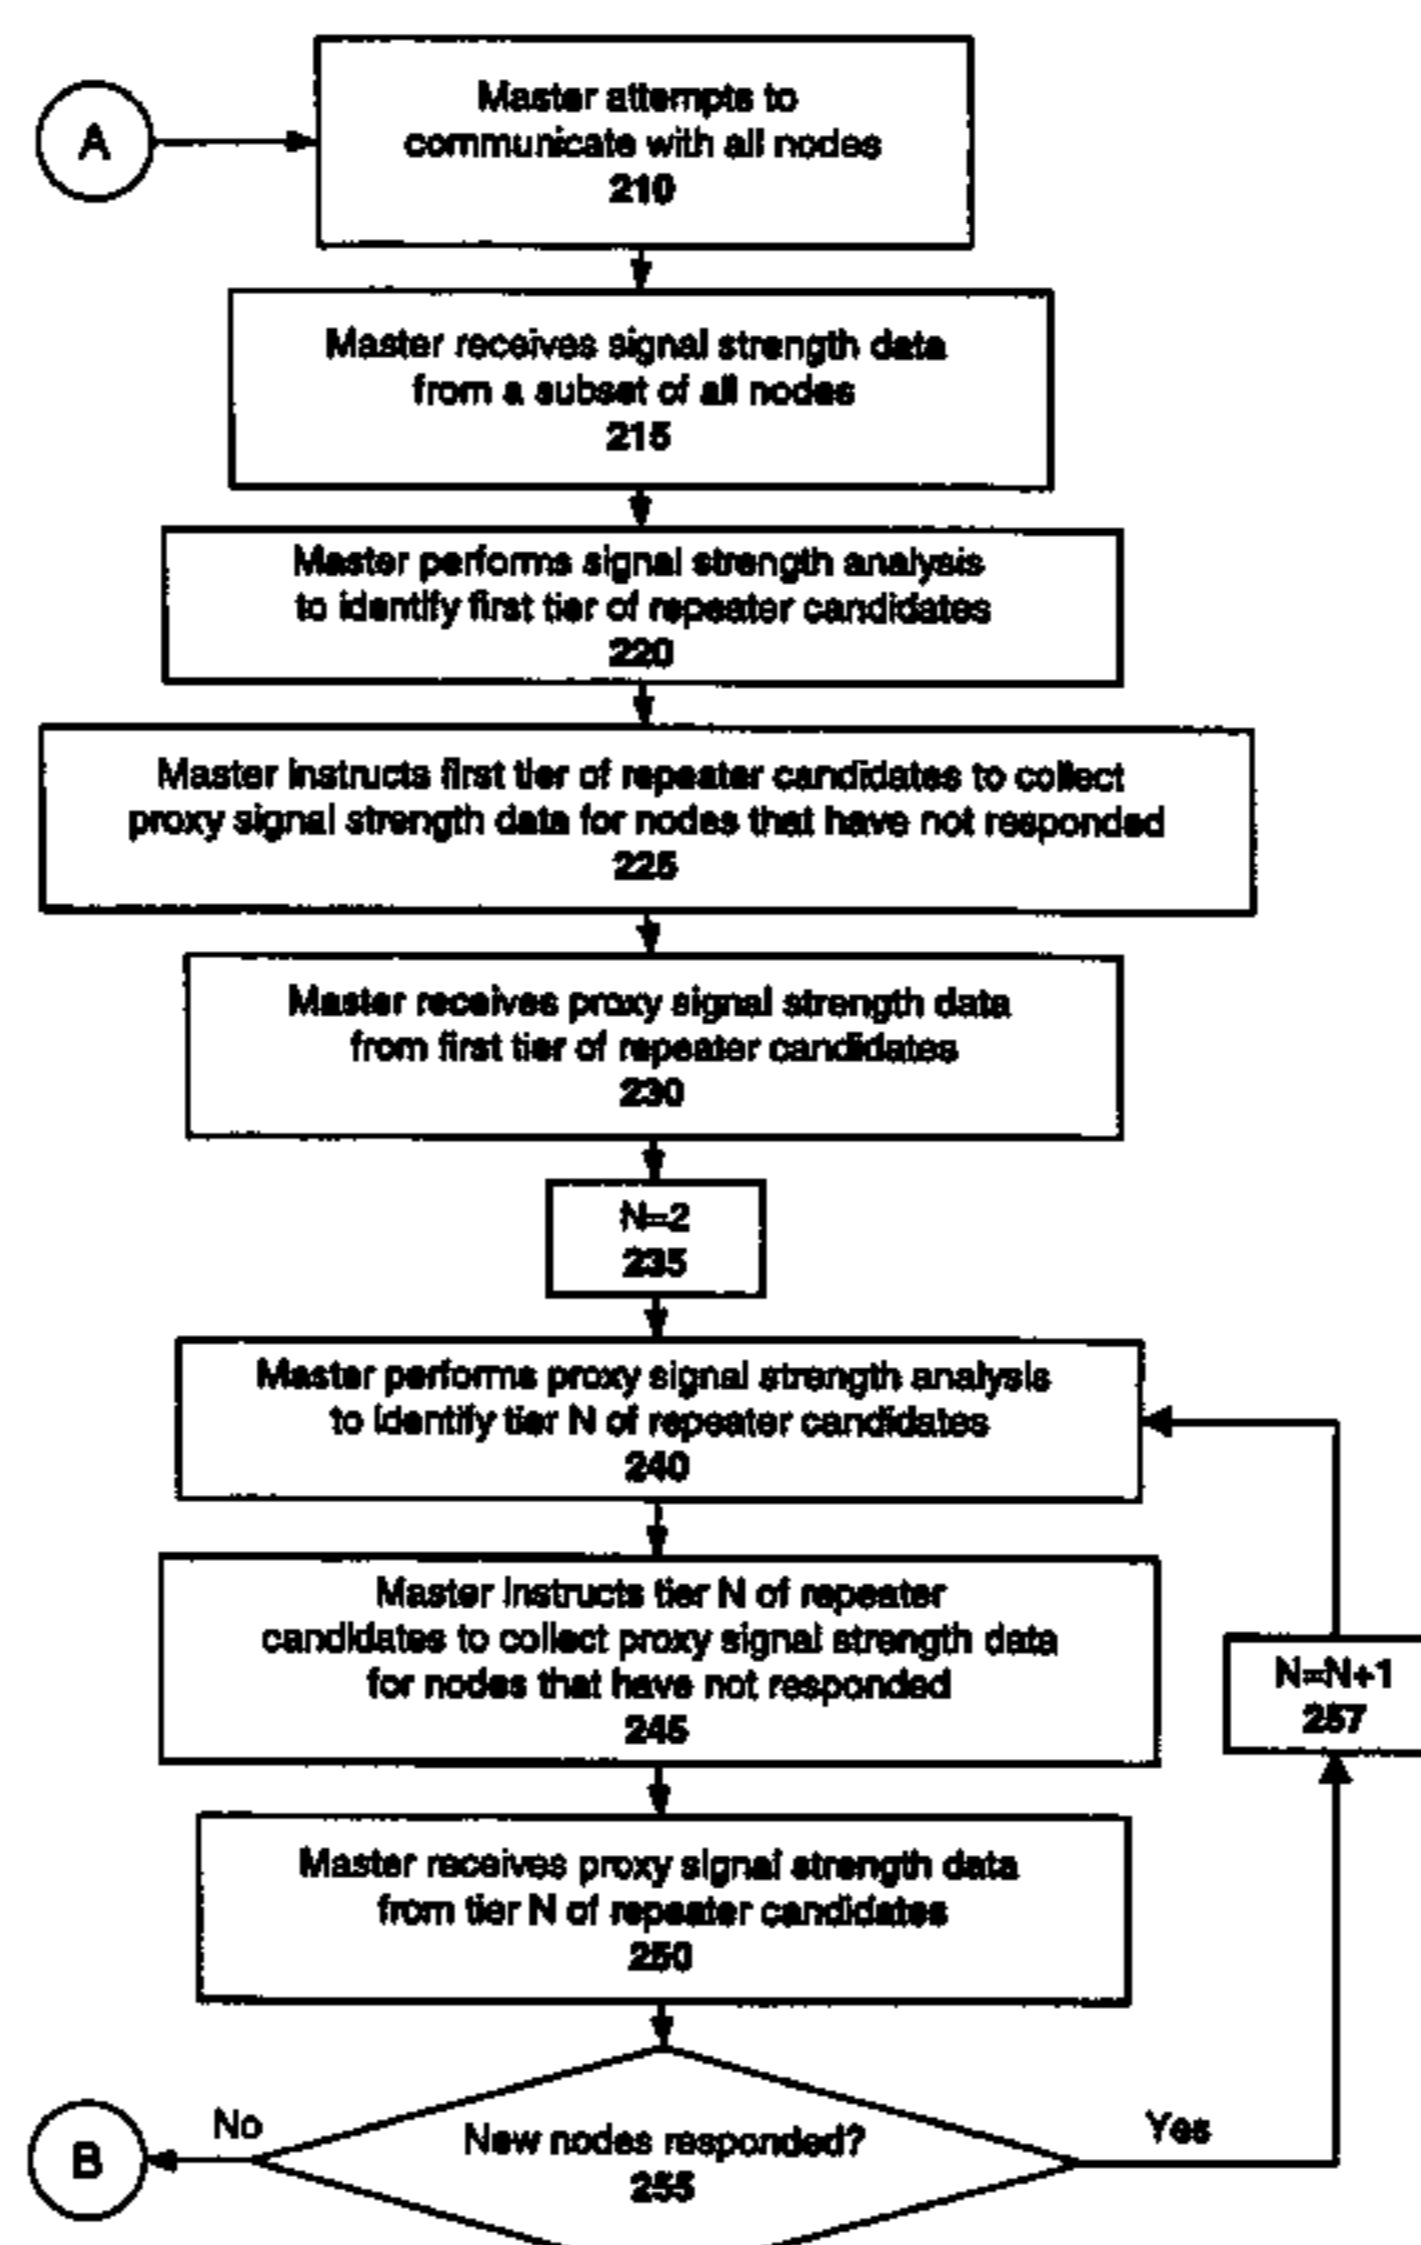 A
Master attempts to
communicate with all nodes
210
Master receives signal strength data
from a subset of all nodes
215
Master performs signal strength analysis
to identify first tier of repeater candidates
220
Master instructs first tier of repeater candidates to collect
proxy signal strength data for nodes that have not responded
225
Master receives proxy signal strength data
from first tier of repeater candidates
230
N=2
235
Master performs proxy signal strength analysis
to identify tier N of repeater candidates
240
Master instructs tier N of repeater
candidates to collect proxy signal strength data
for nodes that have not responded
245
N=N+1
257
Master receives proxy signal strength data
from tier N of repeater candidates
250
New nodes responded?
255
No
Yes
B